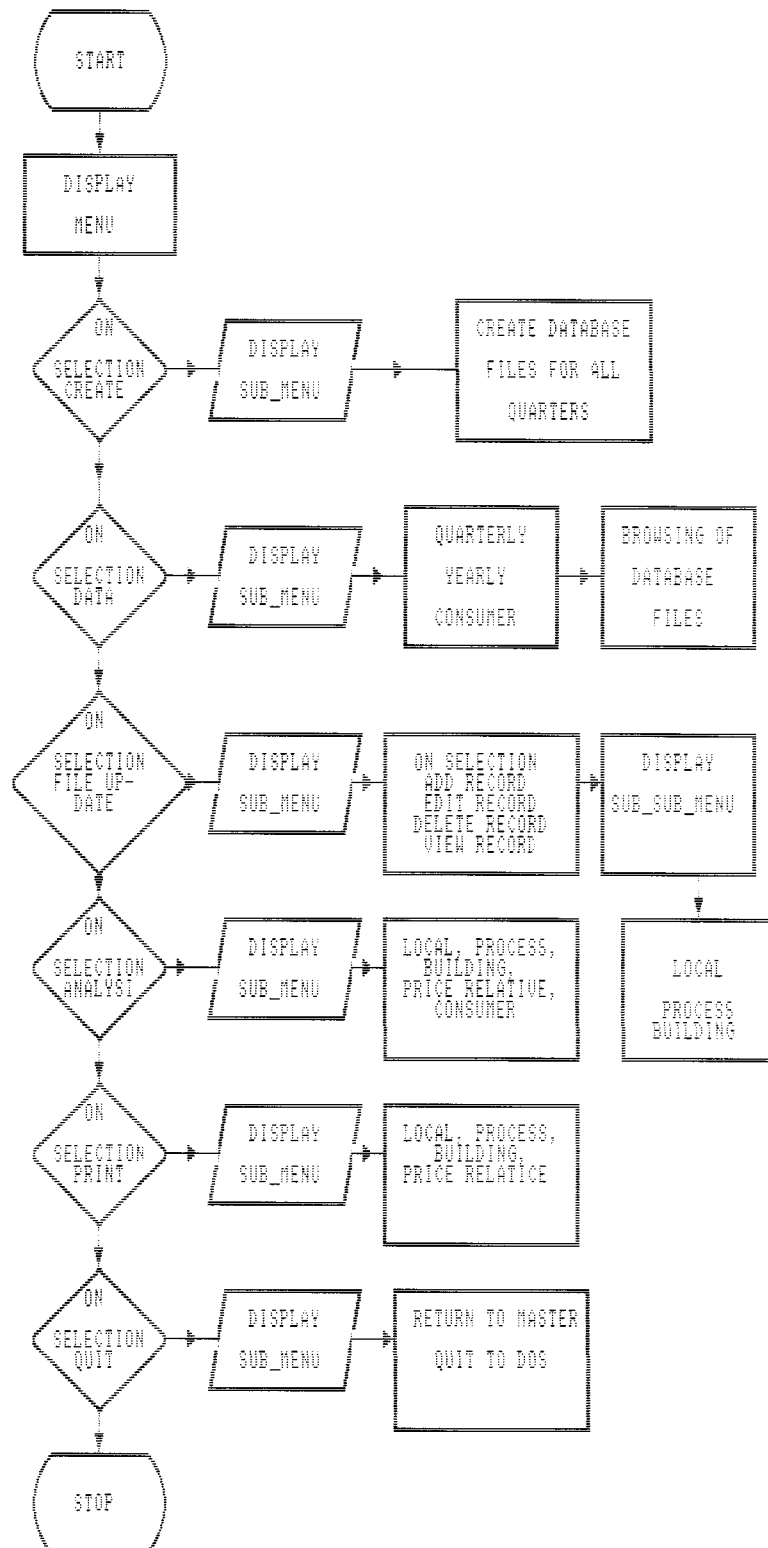 START
DISPLAY
MENU
ON
SELECTION
CREATE
DISPLAY
SUB_MENU
CREATE DATABASE
FILES FOR ALL
QUARTERS
ON
SELECTION
DATA
DISPLAY
SUB_MENU
QUARTERLY
YEARLY
CONSUMER
BROWSING OF
DATABASE
FILES
ON
SELECTION
FILE UP-
DATE
DISPLAY
SUB_MENU
ON SELECTION
ADD RECORD
EDIT RECORD
DELETE RECORD
VIEW RECORD
DISPLAY
SUB_SUB_MENU
LOCAL
PROCESS
BUILDING
ON
SELECTION
ANALYSI
DISPLAY
SUB_MENU
LOCAL, PROCESS,
BUILDING,
PRICE RELATIVE,
CONSUMER
ON
SELECTION
PRINT
DISPLAY
SUB_MENU
LOCAL, PROCESS,
BUILDING,
PRICE RELATICE
ON
SELECTION
QUIT
DISPLAY
SUB_MENU
RETURN TO MASTER
QUIT TO DOS
STOP